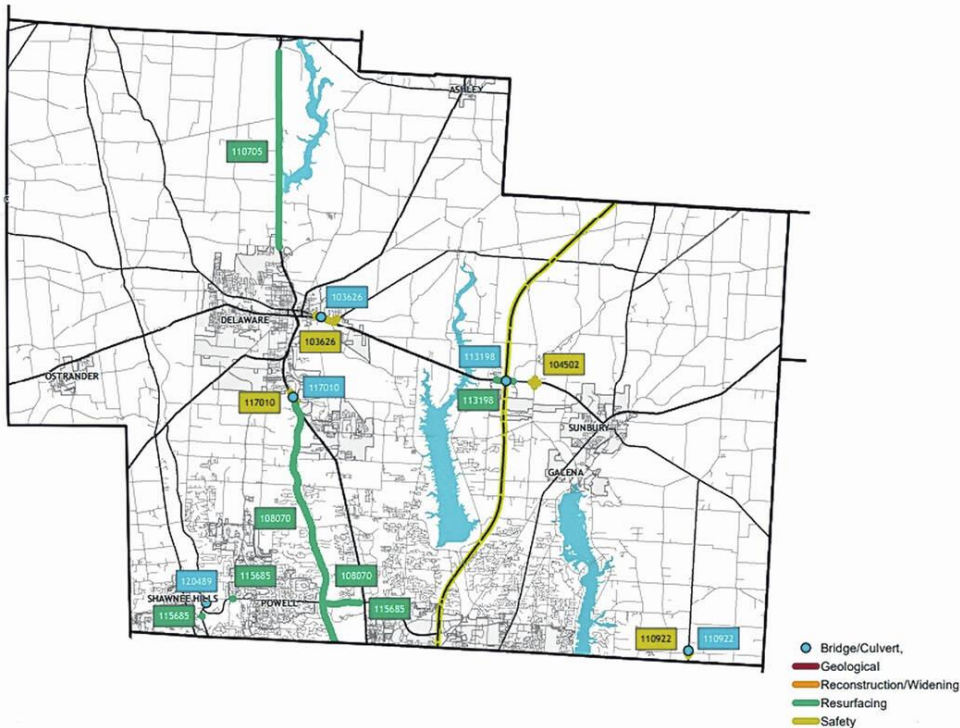 ASHLEY
110705
103626
DELAWARE
103626
113198
104502
OSTRANDER
117010
117010
113198
SUNBURY
GALENA
108070
120489
115685
108070
SHAWNEE HILLS
POWELL
115685
115685
110922
110922
Bridge/Culvert,
Geological
Reconstruction/Widening
Resurfacing
Safety